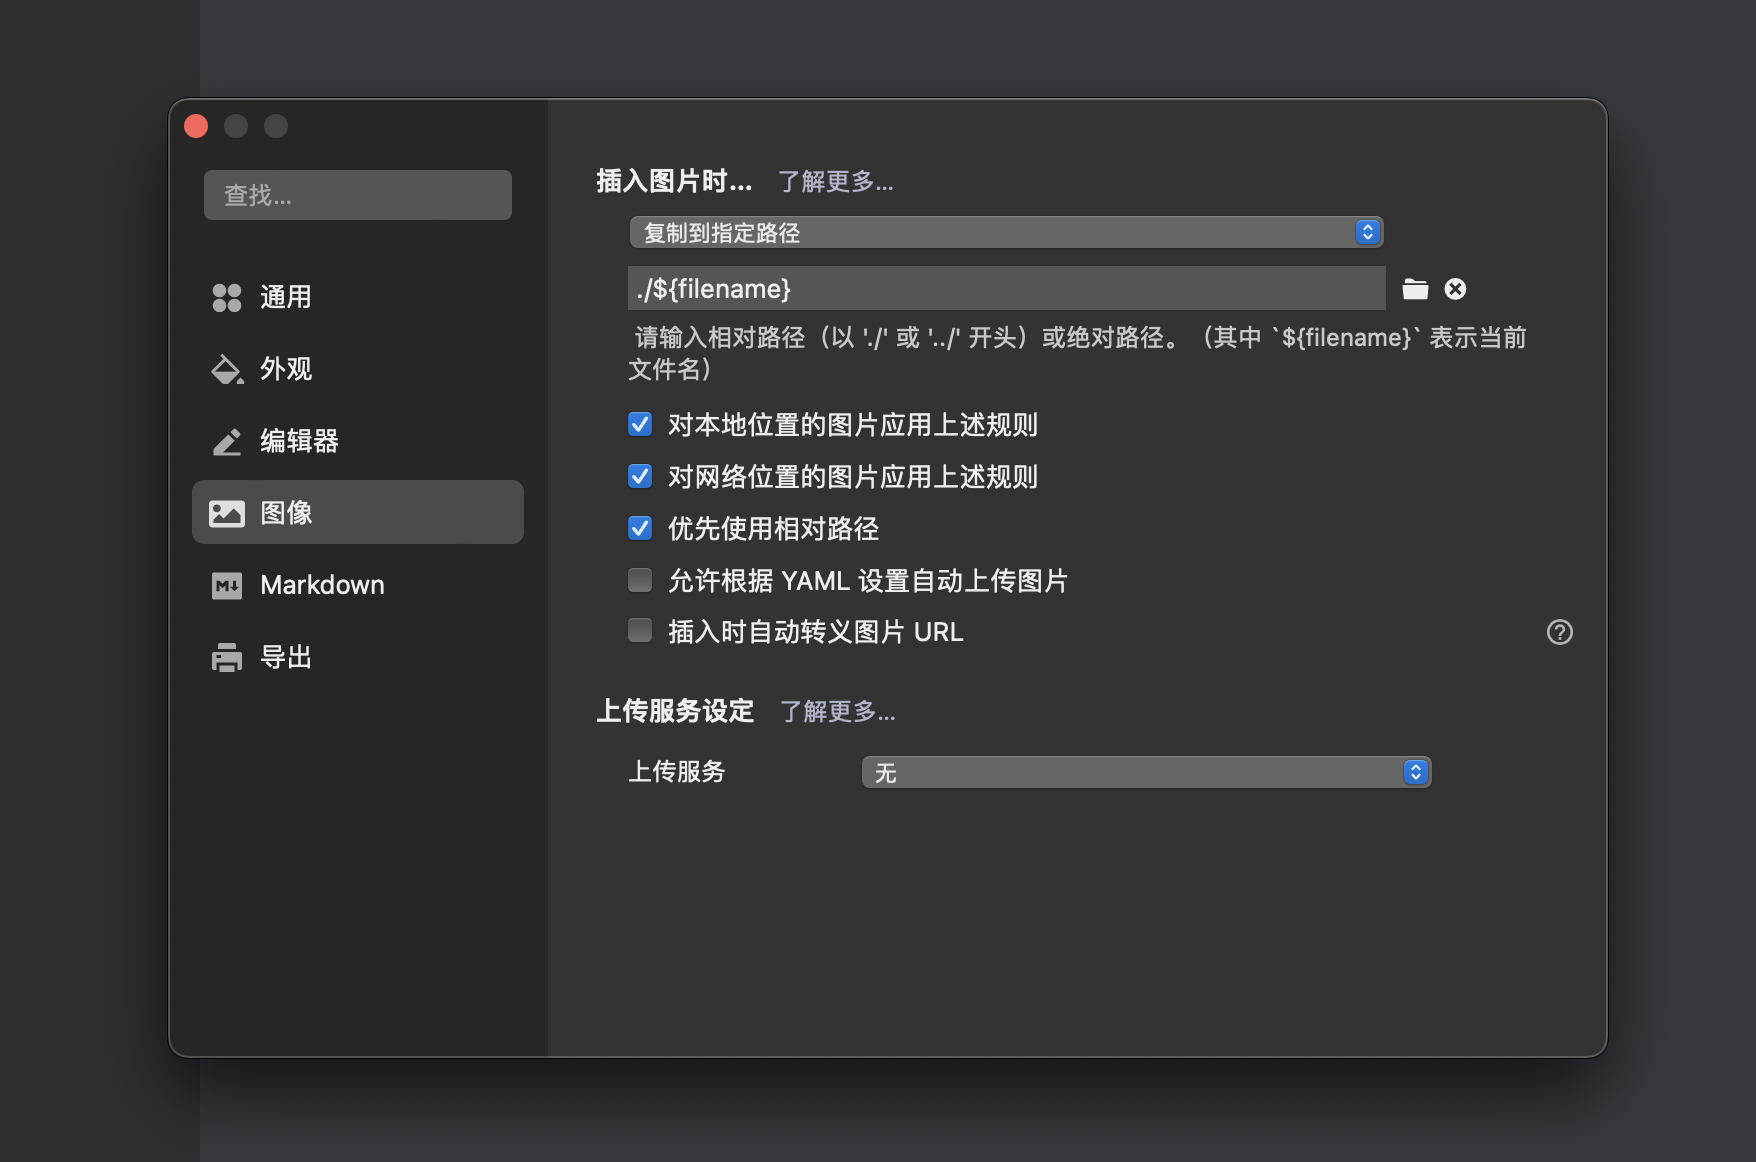 查找...
通用
外观
编辑器
图像
Markdown
导出
插入图片时... 了解更多...
复制到指定路径
./${filename}
请输入相对路径（以 './' 或 '../' 开头）或绝对路径。（其中 `${filename}` 表示当前
文件名）
对本地位置的图片应用上述规则
对网络位置的图片应用上述规则
优先使用相对路径
允许根据 YAML 设置自动上传图片
插入时自动转义图片 URL
上传服务设定 了解更多...
上传服务 无